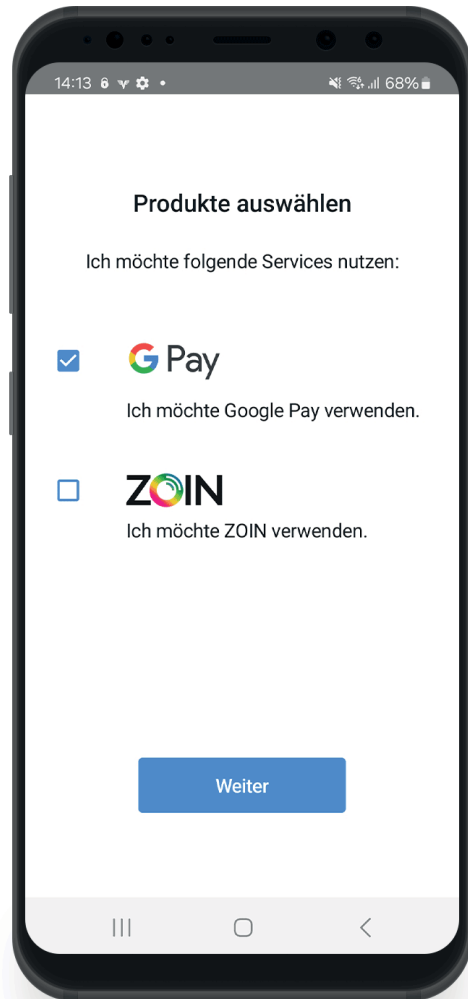 14:13 68%
Produkte auswählen
Ich möchte folgende Services nutzen:
G Pay
Ich möchte Google Pay verwenden.
ZOIN
Ich möchte ZOIN verwenden.
Weiter